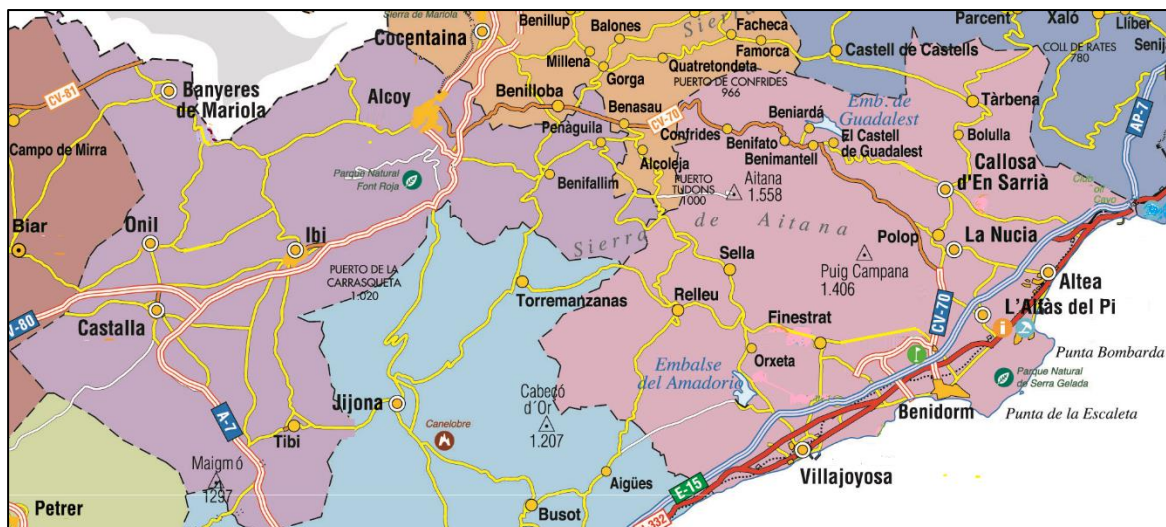 Sierra de Mariola
Cocentaina
Benillup
Balones
Sierra
Facheca
Famorca
Parcent
Xaló
Llíber
COLL DE RATES
780
Millena
Gorga
Quatretondeta
Castell de Castells
PUERTO DE CONFRIDES
966
CV-81
Banyeres
de Mariola
Alcoy
Benilloba
Benasau
CV-70
Beniardá
Emb. de
Guadalest
Tàrbena
AP-7
Campo de Mirra
Penàguila
Confrides
Benifato
Benimantell
El Castell
de Guadalest
Bolulla
Parque Natural
Font Roja
Benifallim
Alcoleja
PUERTO
TUDONS
1000
Aitana
1.558
Callosa
d'En Sarrià
Biar
Onil
Ibi
Sierra de Aitana
Polop
La Nucia
PUERTO DE LA
CARRASQUETA
1.020
Sella
Puig Campana
1.406
Altea
Torremanzanas
Relleu
L'Alfàs del Pi
V-80
Castalla
Finestrat
CV-70
Punta Bombarda
Orxeta
Embalse
del Amadorio
Parque Natural
de Serra Gelada
Jijona
Cabeçó
d´Or
1.207
Benidorm
Punta de la Escaleta
A-7
Tibi
Canelobre
Villajoyosa
Maigmó
1297
Aigües
E-15
Petrer
Busot
332